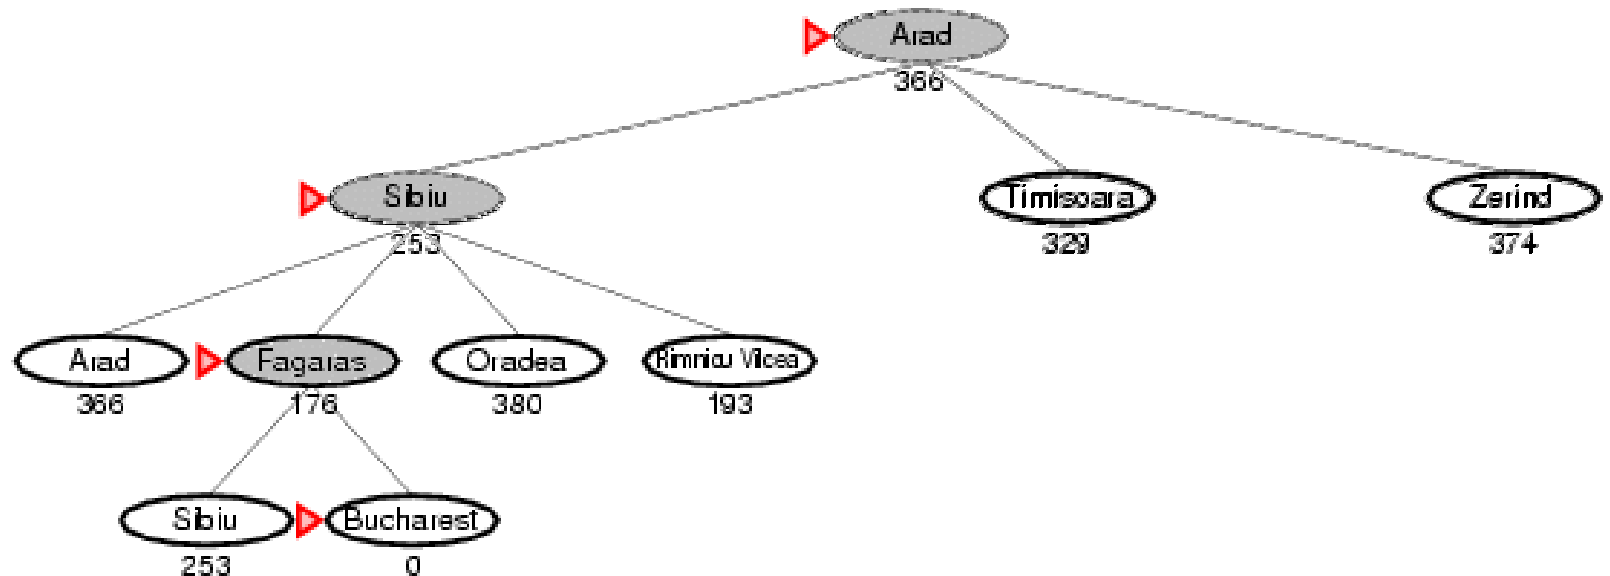 Arad
366
Sibiu
253
Timisoara
329
Zerind
374
Arad
366
Fagaras
176
Oradea
380
Rimnicu Vilcea
193
Sibiu
253
Bucharest
0